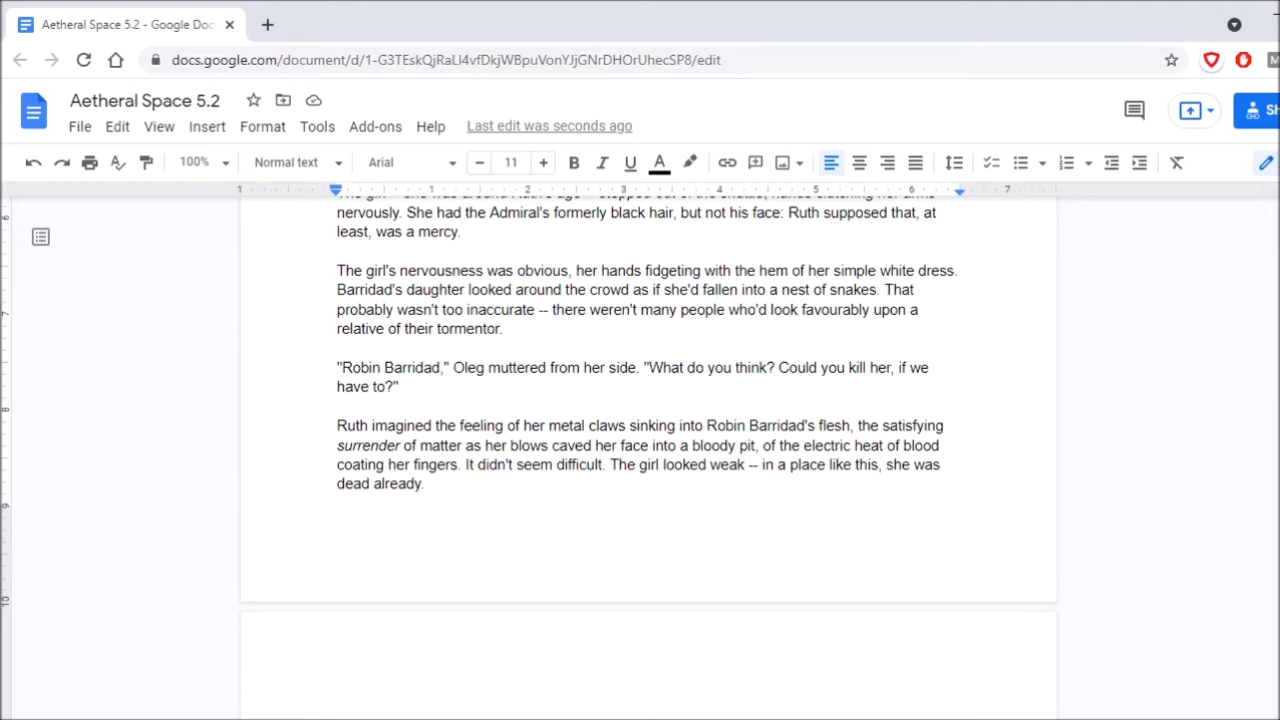 Aetheral Space 5.2 - Google Doc
docs.google.com/document/d/1-G3TEskQjRaLI4vfDkjWBpuVonYJjGNrDHOrUhecSP8/edit
Aetheral Space 5.2
File Edit View Insert Format Tools Add-ons Help Last edit was seconds ago
100% Normal text Arial 11
1 1 2 3 4 5 6 7
nervously. She had the Admiral's formerly black hair, but not his face: Ruth supposed that, at
least, was a mercy.
The girl's nervousness was obvious, her hands fidgeting with the hem of her simple white dress.
Barridad's daughter looked around the crowd as if she'd fallen into a nest of snakes. That
probably wasn't too inaccurate -- there weren't many people who'd look favourably upon a
relative of their tormentor.
"Robin Barridad," Oleg muttered from her side. "What do you think? Could you kill her, if we
have to?"
Ruth imagined the feeling of her metal claws sinking into Robin Barridad's flesh, the satisfying
surrender of matter as her blows caved her face into a bloody pit, of the electric heat of blood
coating her fingers. It didn't seem difficult. The girl looked weak -- in a place like this, she was
dead already.